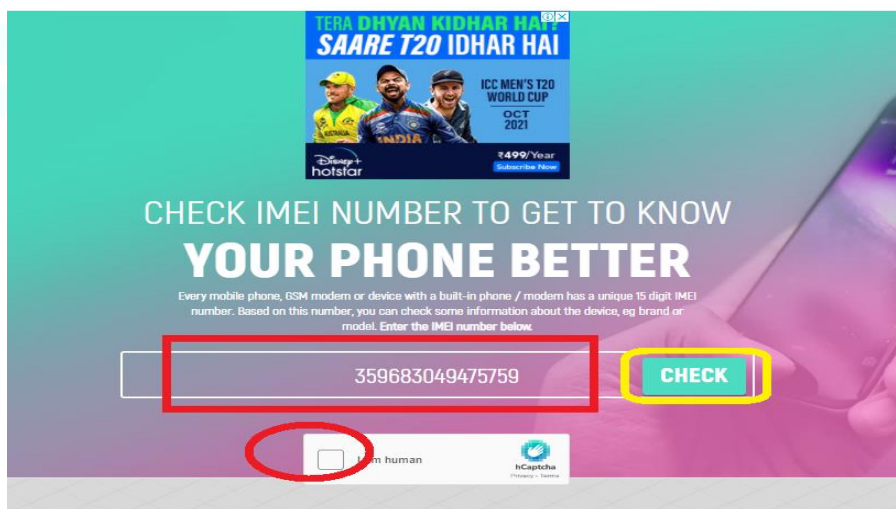 TERA DHYAN KIDHAR HAI?
SAARE T20 IDHAR HAI
ICC MEN'S T20
WORLD CUP
OCT
2021
AUSTRALIA
INDIA
Disney+
hotstar
₹499/Year
Subscribe Now
CHECK IMEI NUMBER TO GET TO KNOW
YOUR PHONE BETTER
Every mobile phone, GSM modem or device with a built-in phone / modem has a unique 15 digit IMEI
number. Based on this number, you can check some information about the device, eg brand or
model. Enter the IMEI number below.
359683049475759
CHECK
I am human
hCaptcha
Privacy - Terms